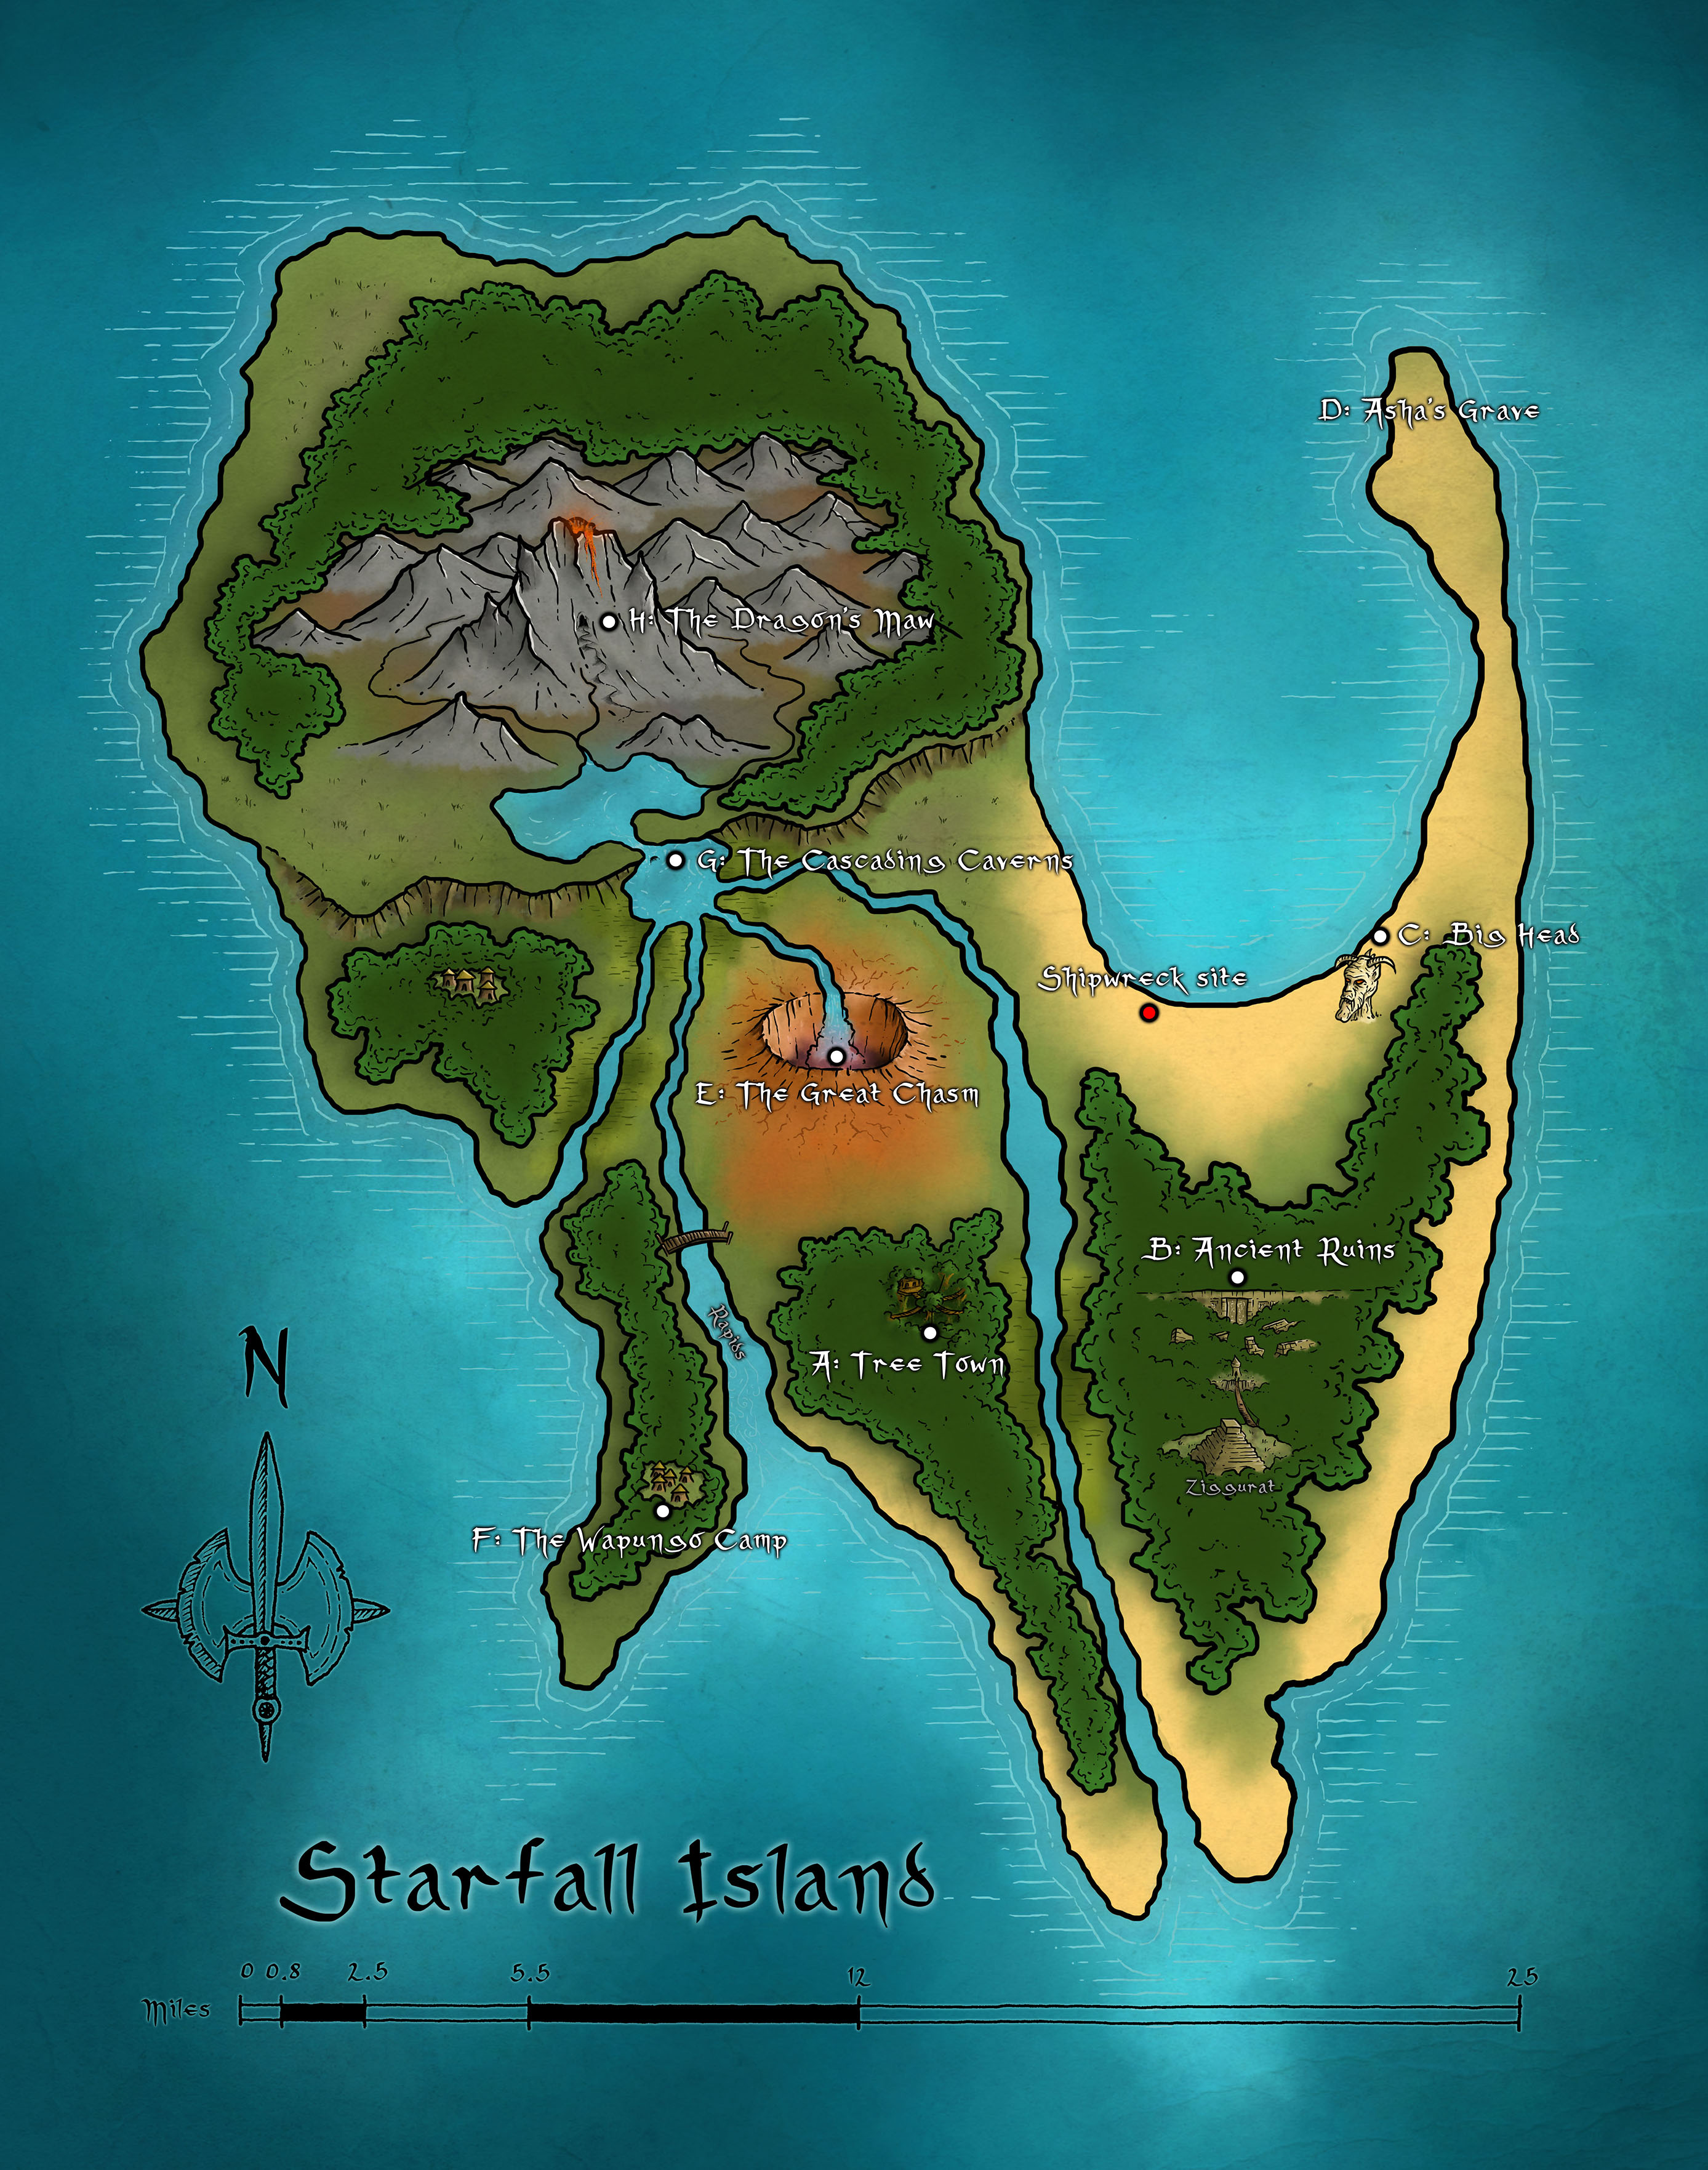 D: Asha's Grave
H: The Dragon's Maw
G: The Cascading Caverns
C: Big Head
Shipwreck site
E: The Great Chasm
B: Ancient Ruins
Rapids
A: Tree Town
N
Ziggurat
F: The Wapungo Camp
Starfall Island
0 0.8 2.5 5.5 12 25
Miles